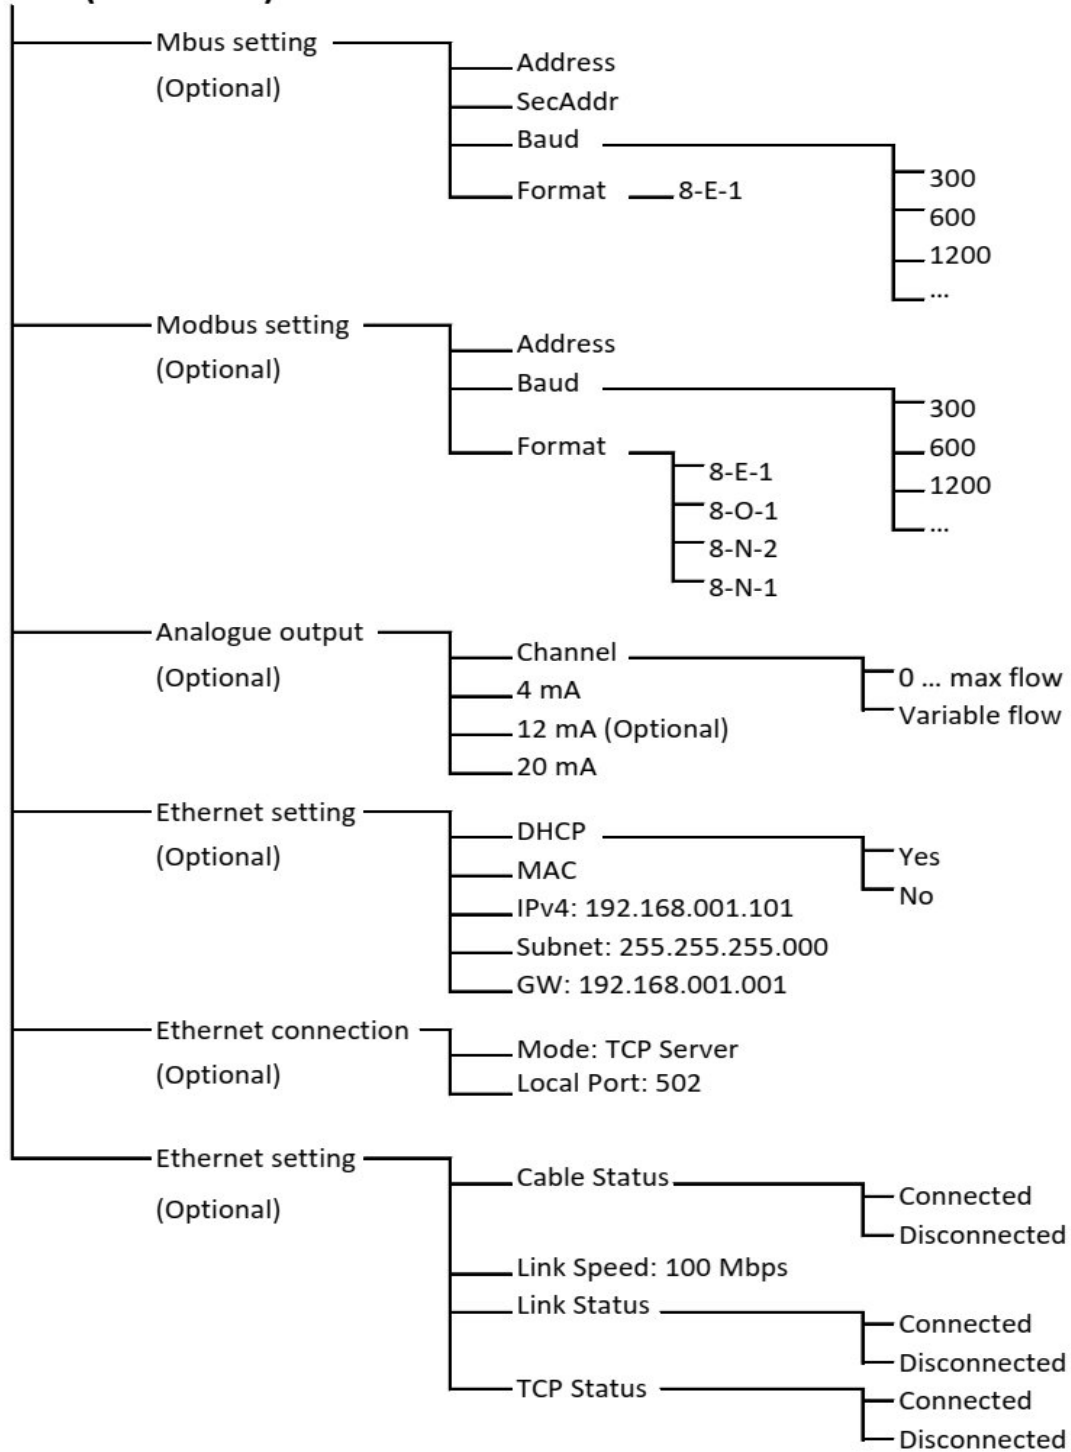 Mbus setting
(Optional)
Address
SecAddr
Baud
300
600
1200
...
Format
8-E-1
Modbus setting
(Optional)
Address
Baud
300
600
1200
...
Format
8-E-1
8-O-1
8-N-2
8-N-1
Analogue output
(Optional)
Channel
0 ... max flow
Variable flow
4 mA
12 mA (Optional)
20 mA
Ethernet setting
(Optional)
DHCP
Yes
No
MAC
IPv4: 192.168.001.101
Subnet: 255.255.255.000
GW: 192.168.001.001
Ethernet connection
(Optional)
Mode: TCP Server
Local Port: 502
Ethernet setting
(Optional)
Cable Status
Connected
Disconnected
Link Speed: 100 Mbps
Link Status
Connected
Disconnected
TCP Status
Connected
Disconnected